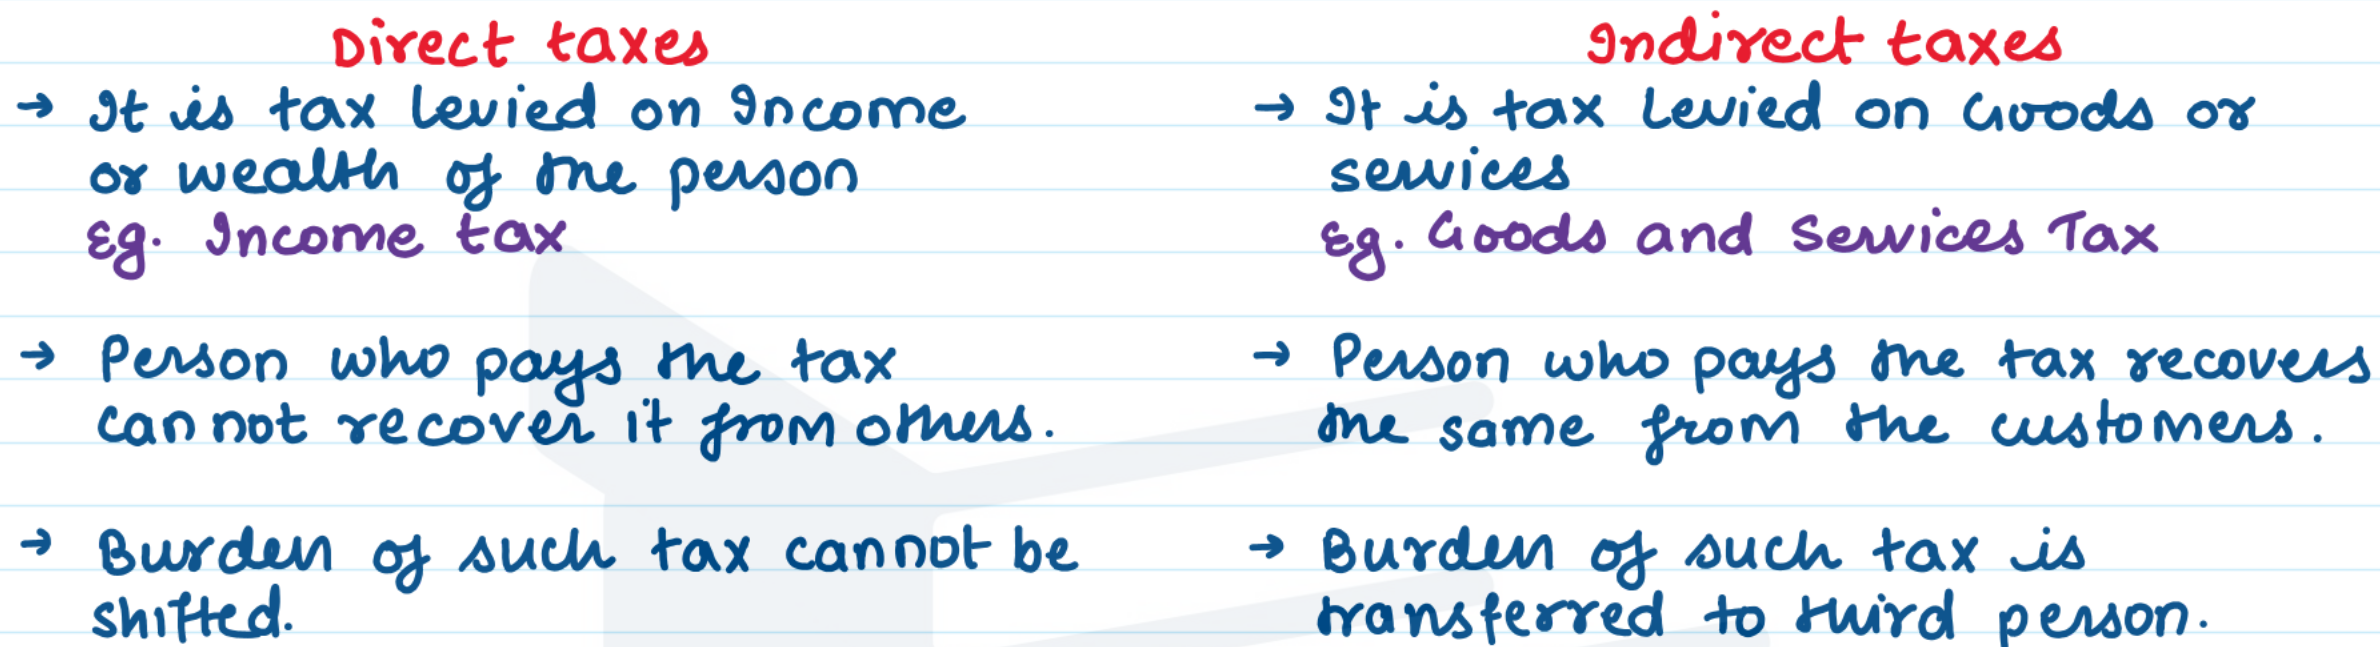 Direct taxes
→ It is tax levied on Income
or wealth of the person
Eg. Income tax
→ Person who pays the tax
cannot recover it from others.
→ Burden of such tax cannot be
shifted.
Indirect taxes
→ It is tax levied on Goods or
services
Eg. Goods and Services Tax
→ Person who pays the tax recovers
the same from the customers.
→ Burden of such tax is
transferred to third person.